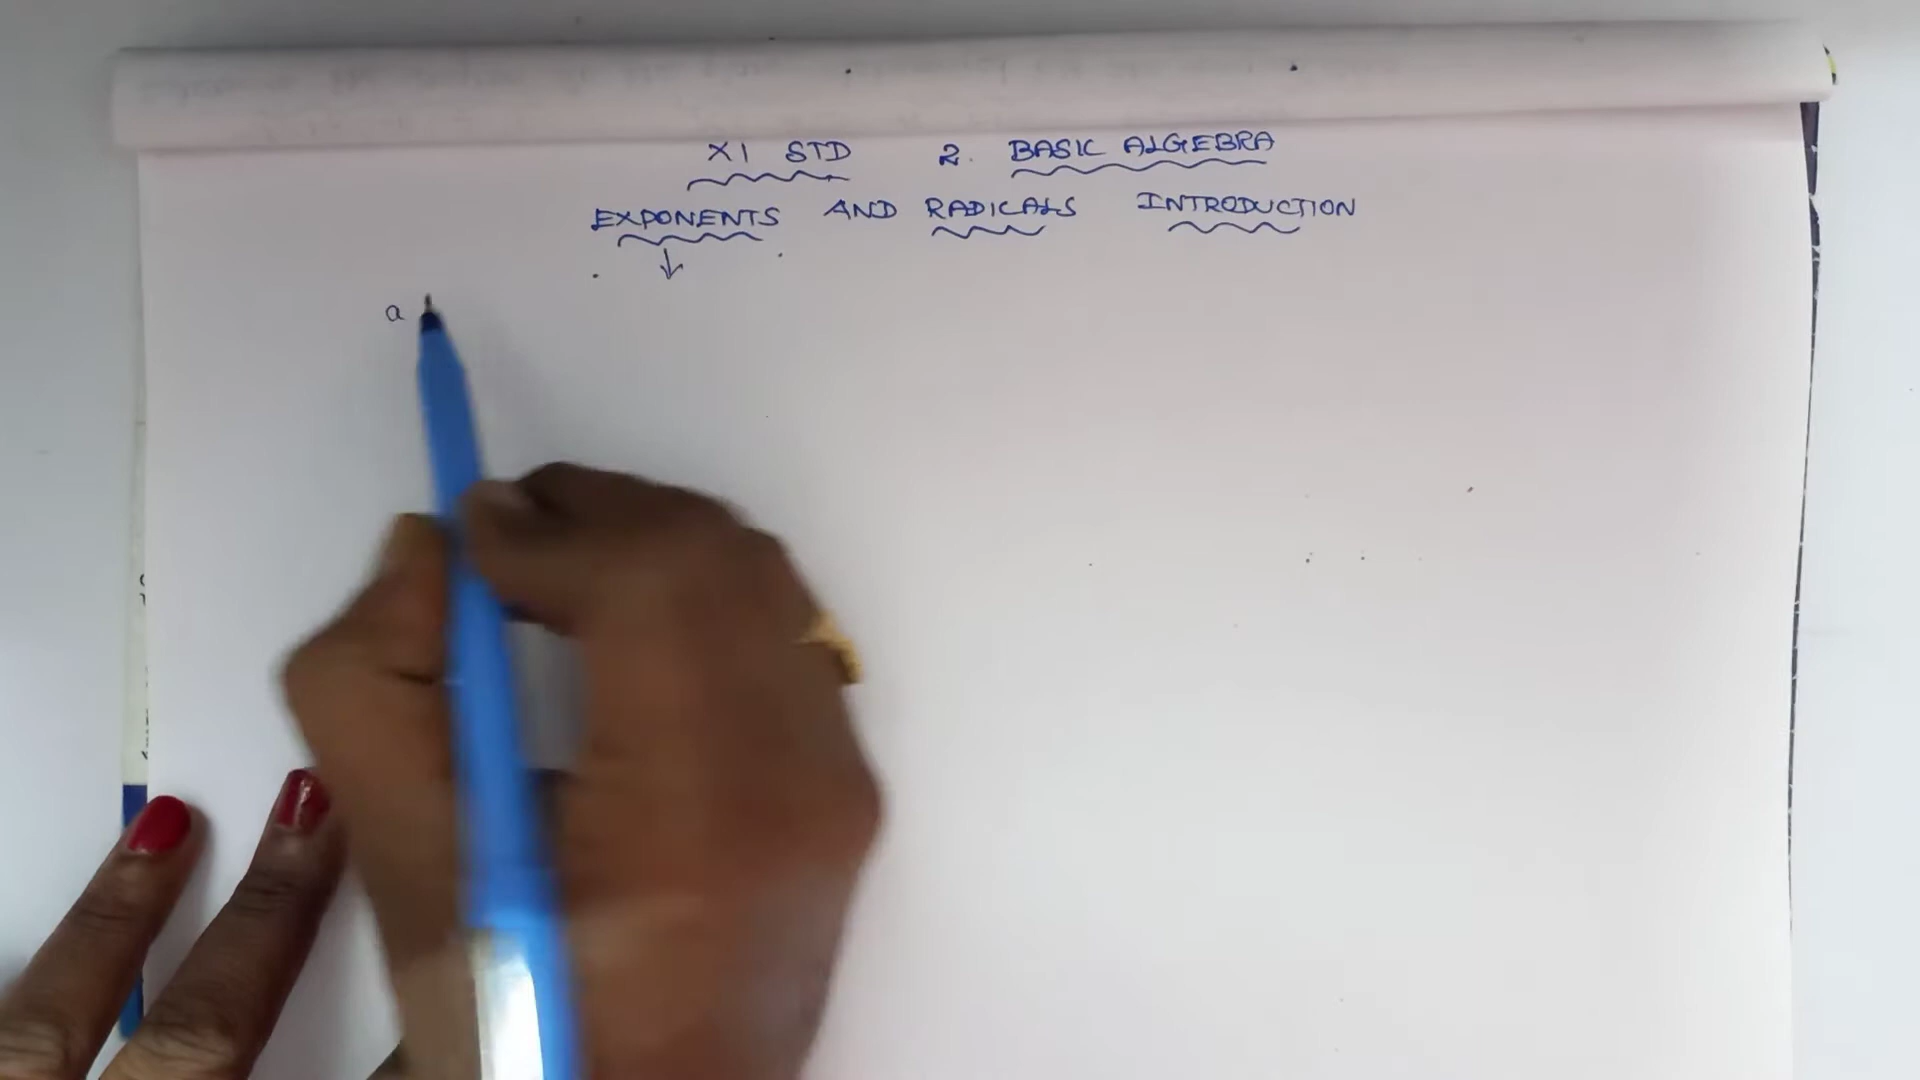 XI STD 2. BASIC ALGEBRA
EXPONENTS AND RADICALS INTRODUCTION
↓
a